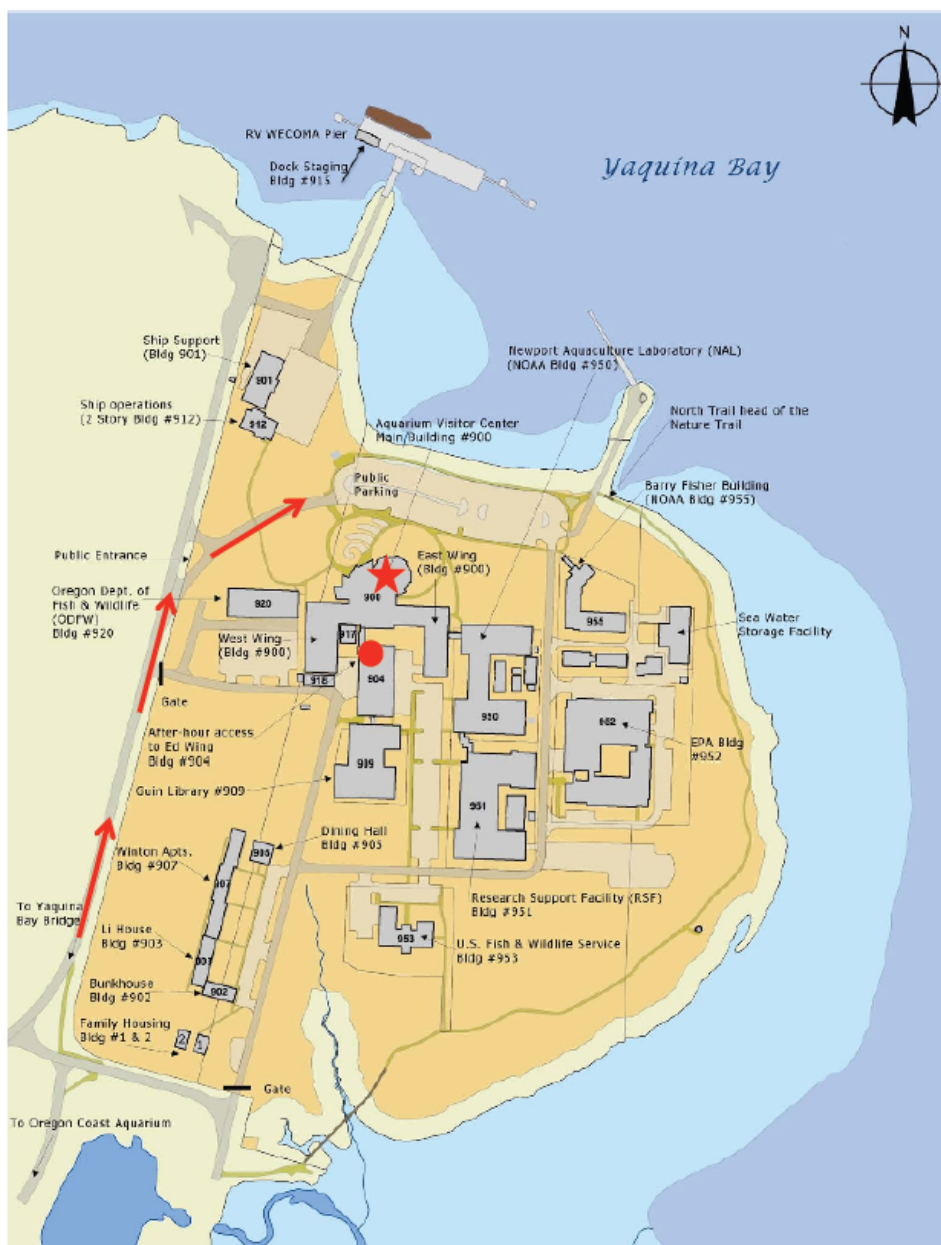 N
RV WECOMA Pier
Dock Staging
Bldg #915
Yaquina Bay
Ship Support
(Bldg 901)
901
Newport Aquaculture Laboratory (NAL)
(NOAA Bldg #950)
Ship operations
(2 Story Bldg #912)
912
Aquarium Visitor Center
Main/Building #900
North Trail head of the
Nature Trail
Public
Parking
Barry Fisher Building
(NOAA Bldg #955)
Public Entrance
East Wing
(Bldg #900)
Oregon Dept. of
Fish & Wildlife
(ODFW)
Bldg #920
920
900
955
Sea Water
Storage Facility
West Wing
(Bldg #900)
917
904
918
Gate
950
952
EPA Bldg
#952
After-hour access
to Ed Wing
Bldg #904
909
Guin Library #909
951
Dining Hall
Bldg #905
905
Winton Apts.
Bldg #907
907
Research Support Facility (RSF)
Bldg #951
To Yaquina
Bay Bridge
Li House
Bldg #903
953
U.S. Fish & Wildlife Service
Bldg #953
Bunkhouse
Bldg #902
902
Family Housing
Bldg #1 & 2
2
1
Gate
To Oregon Coast Aquarium